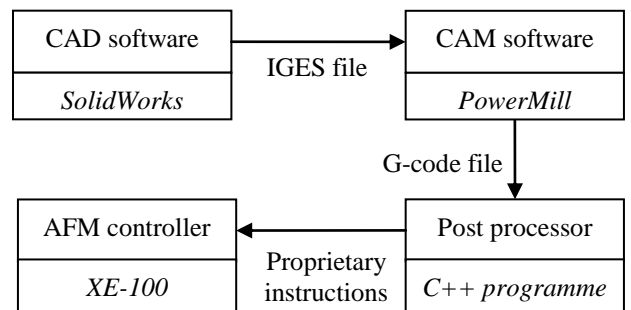 CAD software
SolidWorks
IGES file
CAM software
PowerMill
G-code file
Post processor
C++ programme
Proprietary
instructions
AFM controller
XE-100